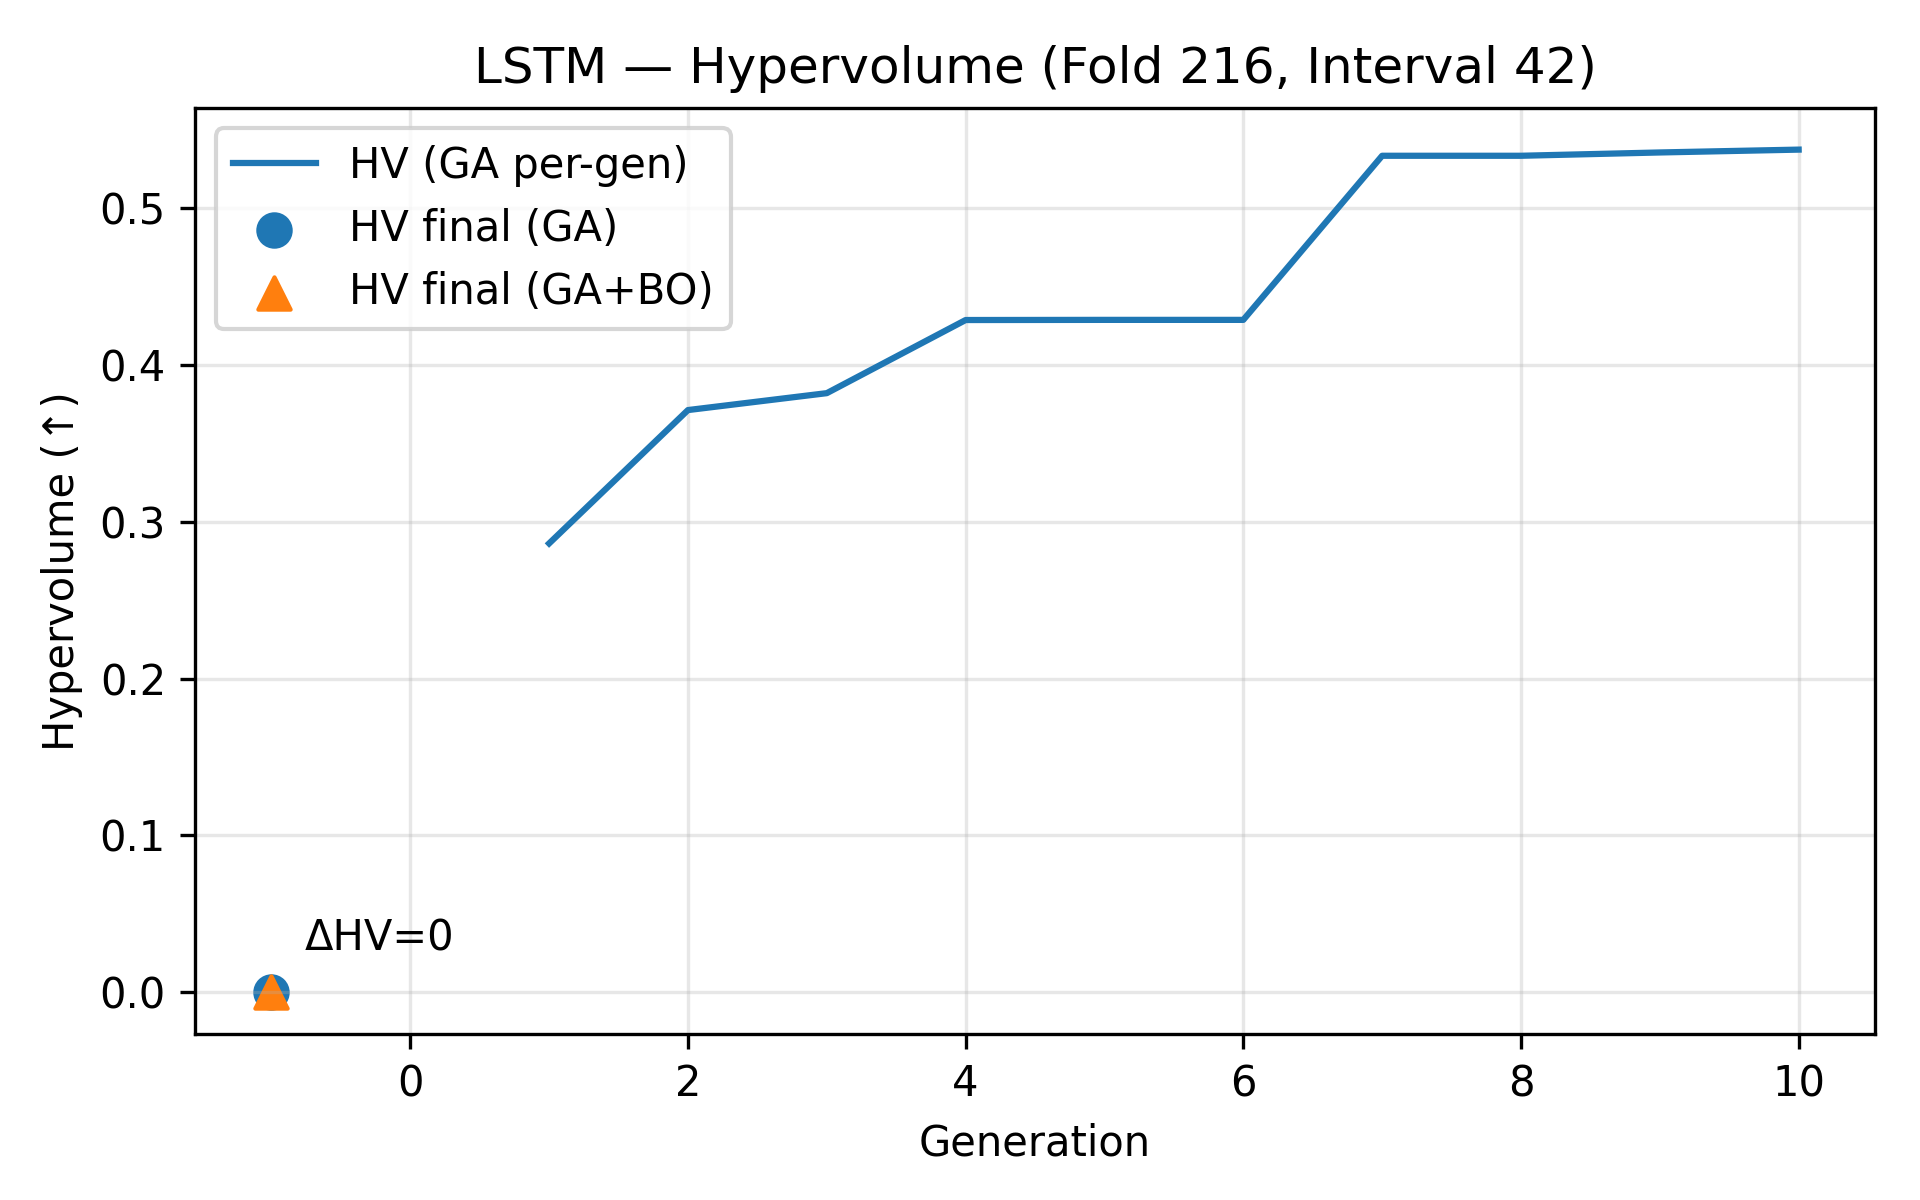 LSTM — Hypervolume (Fold 216, Interval 42)
HV (GA per-gen)
HV final (GA)
HV final (GA+BO)
Hypervolume (↑)
0.5
0.4
0.3
0.2
0.1
0.0
ΔHV=0
0 2 4 6 8 10
Generation